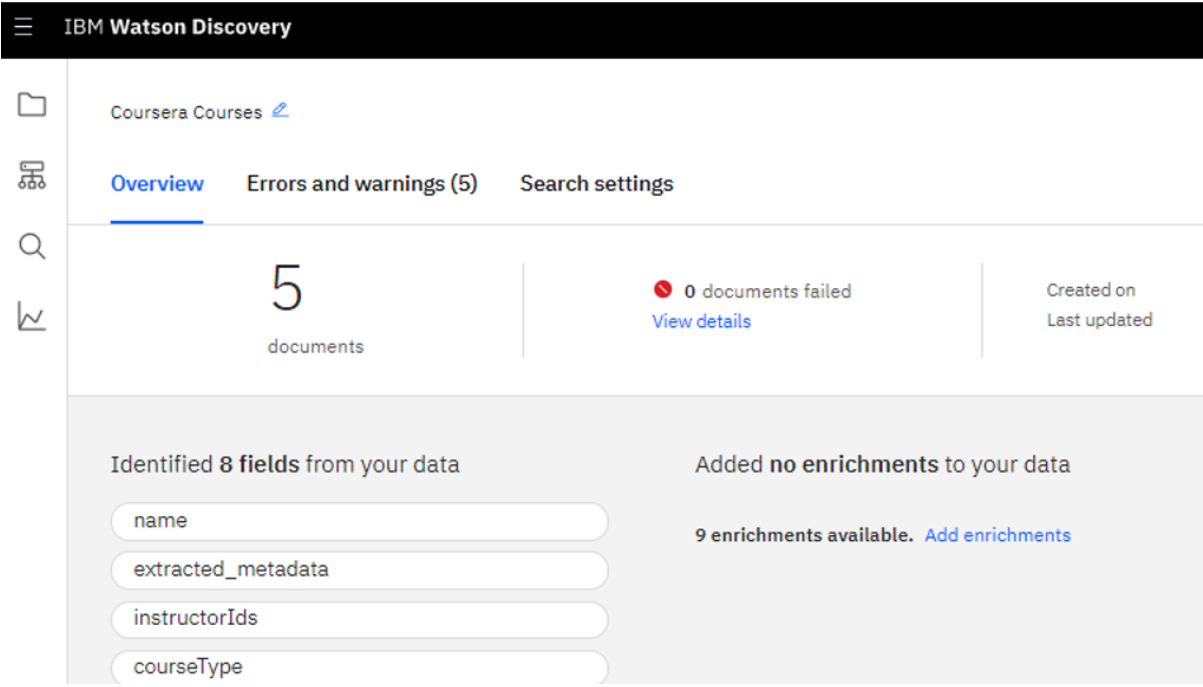 IBM Watson Discovery
Coursera Courses
Overview Errors and warnings (5) Search settings
5
documents
0 documents failed
View details
Created on
Last updated
Identified 8 fields from your data
name
extracted_metadata
instructorIds
courseType
Added no enrichments to your data
9 enrichments available. Add enrichments